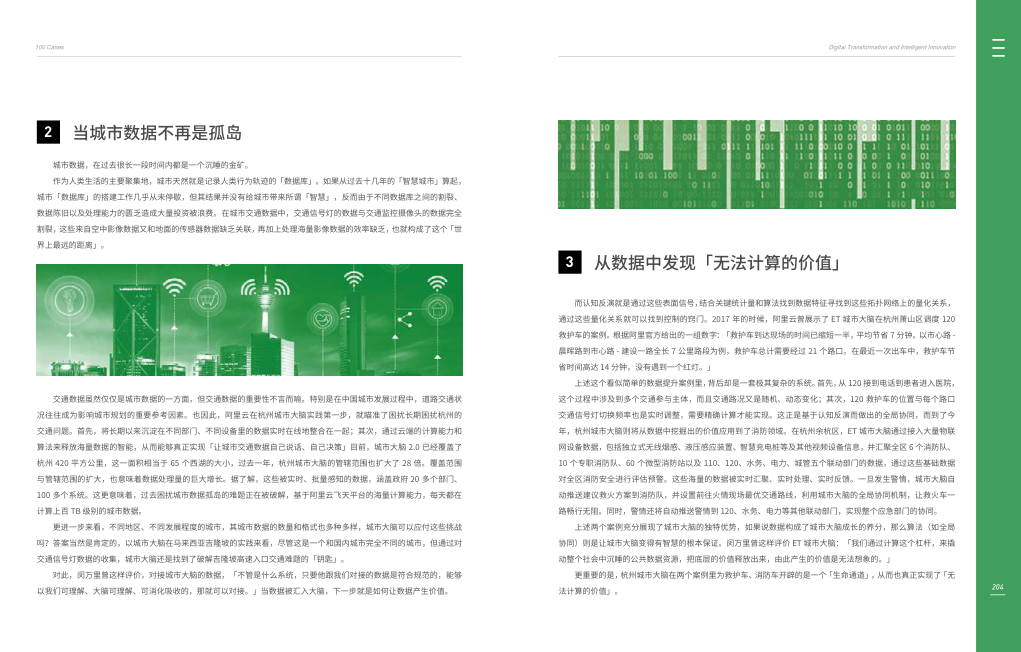 100 Cases
2 当城市数据不再是孤岛
城市数据，在过去很长一段时间内都是一个沉睡的金矿。
作为人类生活的主要聚集地，城市天然就是记录人类行为轨迹的「数据库」。如果从过去十几年的「智慧城市」算起，
城市「数据库」的搭建工作几乎从未停歇，但其结果并没有给城市带来所谓「智慧」，反而由于不同数据库之间的割裂、
数据陈旧以及处理能力的匮乏造成大量投资被浪费。在城市交通数据中，交通信号灯的数据与交通监控摄像头的数据完全
割裂，这些来自空中影像数据又和地面的传感器数据缺乏关联，再加上处理海量影像数据的效率缺乏，也就构成了这个「世
界上最远的距离」。
交通数据虽然仅仅是城市数据的一方面，但交通数据的重要性不言而喻。特别是在中国城市发展过程中，道路交通状
况往往成为影响城市规划的重要参考因素。也因此，阿里云在杭州城市大脑实践第一步，就瞄准了困扰长期困扰杭州的
交通问题。首先，将长期以来沉淀在不同部门、不同设备里的数据实时在线地整合在一起；其次，通过云端的计算能力和
算法来释放海量数据的智能，从而能够真正实现「让城市交通数据自己说话、自己决策」目前，城市大脑 2.0 已经覆盖了
杭州 420 平方公里，这一面积相当于 65 个西湖的大小，过去一年，杭州城市大脑的管辖范围也扩大了 28 倍。覆盖范围
与管辖范围的扩大，也意味着数据处理量的巨大增长。据了解，这些被实时、批量感知的数据，涵盖政府 20 多个部门、
100 多个系统。这更意味着，过去困扰城市数据孤岛的难题正在被破解，基于阿里云飞天平台的海量计算能力，每天都在
计算上百 TB 级别的城市数据。
更进一步来看，不同地区、不同发展程度的城市，其城市数据的数量和格式也多种多样，城市大脑可以应付这些挑战
吗？答案当然是肯定的，以城市大脑在马来西亚吉隆坡的实践来看，尽管这是一个和国内城市完全不同的城市，但通过对
交通信号灯数据的收集，城市大脑还是找到了破解吉隆坡高速入口交通难题的「钥匙」。
对此，闵万里曾这样评价，对接城市大脑的数据，「不管是什么系统，只要他跟我们对接的数据是符合规范的，能够
以我们可理解、大脑可理解、可消化吸收的，那就可以对接。」当数据被汇入大脑，下一步就是如何让数据产生价值。
Digital Transformation and Intelligent Innovation
3 从数据中发现「无法计算的价值」
而认知反演就是通过这些表面信号，结合关键统计量和算法找到数据特征寻找到这些拓扑网络上的量化关系，
通过这些量化关系就可以找到控制的窍门。2017 年的时候，阿里云曾展示了 ET 城市大脑在杭州萧山区调度 120
救护车的案例。根据阿里官方给出的一组数字：「救护车到达现场的时间已缩短一半，平均节省 7 分钟，以市心路 -
晨晖路到市心路 - 建设一路全长 7 公里路段为例，救护车总计需要经过 21 个路口。在最近一次出车中，救护车节
省时间高达 14 分钟，没有遇到一个红灯。」
上述这个看似简单的数据提升案例里，背后却是一套极其复杂的系统。首先，从 120 接到电话到患者进入医院，
这个过程中涉及到多个交通参与主体，而且交通路况又是随机、动态变化；其次，120 救护车的位置与每个路口
交通信号灯切换频率也是实时调整，需要精确计算才能实现。这正是基于认知反演而做出的全局协同，而到了今
年，杭州城市大脑则将从数据中挖掘出的价值应用到了消防领域。在杭州余杭区，ET 城市大脑通过接入大量物联
网设备数据，包括独立式无线烟感、液压感应装置、智慧充电桩等及其他视频设备信息，并汇聚全区 6 个消防队、
10 个专职消防队、60 个微型消防站以及 110、120、水务、电力、城管五个联动部门的数据，通过这些基础数据
对全区消防安全进行评估预警。这些海量的数据被实时汇聚、实时处理、实时反馈。一旦发生警情，城市大脑自
动推送建议救火方案到消防队，并设置前往火情现场最优交通路线，利用城市大脑的全局协同机制，让救火车一
路畅行无阻。同时，警情还将自动推送警情到 120、水务、电力等其他联动部门，实现整个应急部门的协同。
上述两个案例充分展现了城市大脑的独特优势，如果说数据构成了城市大脑成长的养分，那么算法（如全局
协同）则是让城市大脑变得有智慧的根本保证。闵万里曾这样评价 ET 城市大脑：「我们通过计算这个杠杆，来撬
动整个社会中沉睡的公共数据资源，把底层的价值释放出来，由此产生的价值是无法想象的。」
更重要的是，杭州城市大脑在两个案例里为救护车、消防车开辟的是一个「生命通道」，从而也真正实现了「无
法计算的价值」。
204